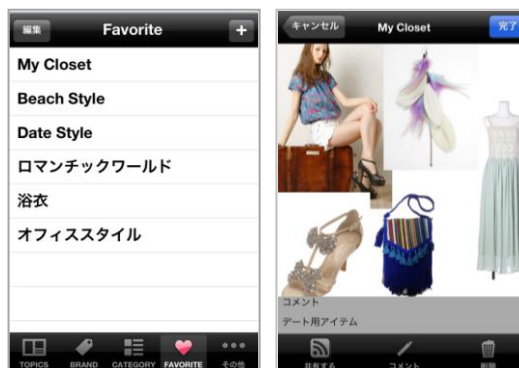 編集 Favorite +
My Closet
Beach Style
Date Style
ロマンチックワールド
浴衣
オフィススタイル
TOPICS BRAND CATEGORY FAVORITE その他
キャンセル My Closet 完了
コメント
デート用アイテム
共有する コメント 削除